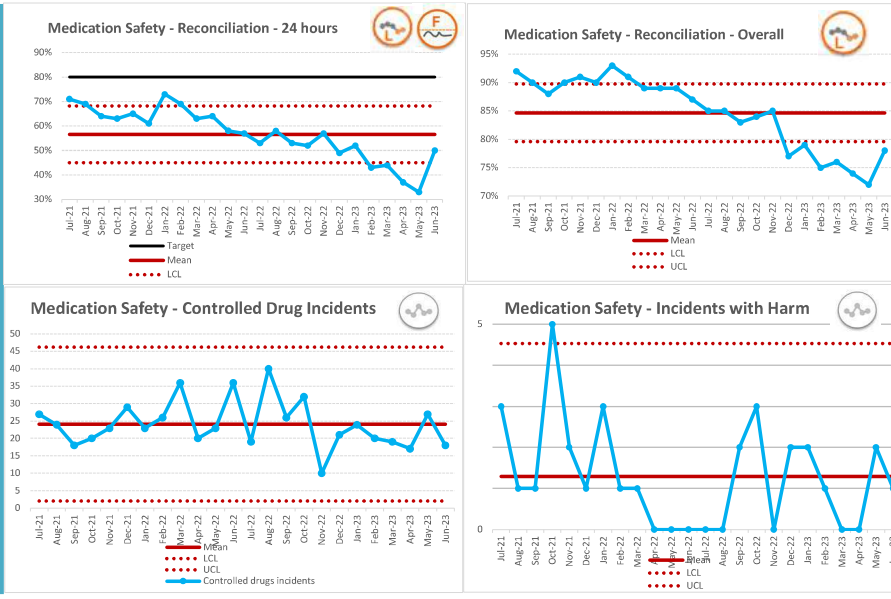 Medication Safety - Reconciliation - 24 hours
L
F
90%
80%
70%
60%
50%
40%
30%
Jul-21
Aug-21
Sep-21
Oct-21
Nov-21
Dec-21
Jan-22
Feb-22
Mar-22
Apr-22
May-22
Jun-22
Jul-22
Aug-22
Sep-22
Oct-22
Nov-22
Dec-22
Jan-23
Feb-23
Mar-23
Apr-23
May-23
Jun-23
Target
Mean
LCL
Medication Safety - Reconciliation - Overall
L
95%
90%
85%
80%
75%
70%
Jul-21
Aug-21
Sep-21
Oct-21
Nov-21
Dec-21
Jan-22
Feb-22
Mar-22
Apr-22
May-22
Jun-22
Jul-22
Aug-22
Sep-22
Oct-22
Nov-22
Dec-22
Jan-23
Feb-23
Mar-23
Apr-23
May-23
Jun-23
Mean
LCL
UCL
Medication Safety - Controlled Drug Incidents
50
45
40
35
30
25
20
15
10
5
0
Jul-21
Aug-21
Sep-21
Oct-21
Nov-21
Dec-21
Jan-22
Feb-22
Mar-22
Apr-22
May-22
Jun-22
Jul-22
Aug-22
Sep-22
Oct-22
Nov-22
Dec-22
Jan-23
Feb-23
Mar-23
Apr-23
May-23
Jun-23
Mean
LCL
UCL
Controlled drugs incidents
Medication Safety - Incidents with Harm
5
0
Jul-21
Aug-21
Sep-21
Oct-21
Nov-21
Dec-21
Jan-22
Feb-22
Mar-22
Apr-22
May-22
Jun-22
Jul-22
Aug-22
Sep-22
Oct-22
Nov-22
Dec-22
Jan-23
Feb-23
Mar-23
Apr-23
May-23
Mean
LCL
UCL